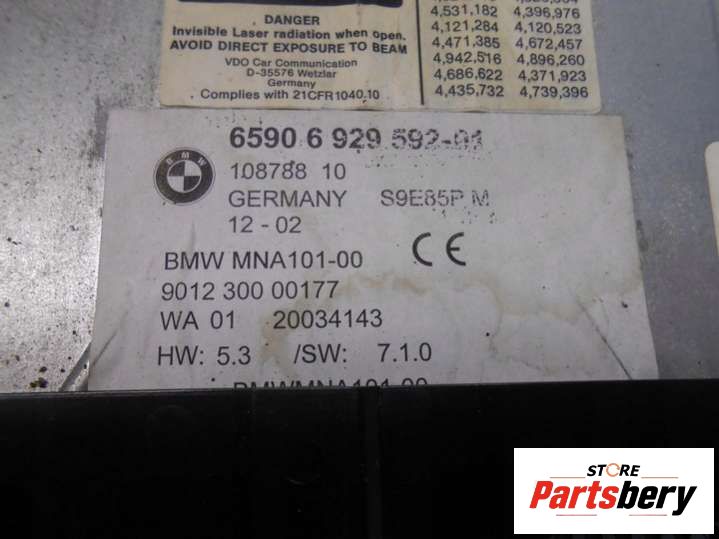 DANGER
Invisible Laser radiation when open.
AVOID DIRECT EXPOSURE TO BEAM
VDO Car Communication
D-35576 Wetzlar
Germany
Complies with 21CFR1040.10
4,531,182 4,396,976
4,121,284 4,120,523
4,471,385 4,672,457
4,942,516 4,896,260
4,686,622 4,371,923
4,435,732 4,739,396
BMW
6590 6 929 592-01
108788 10
GERMANY S9E85P M
12 - 02
BMW MNA101-00 CE
9012 300 00177
WA 01 20034143
HW: 5.3 /SW: 7.1.0
BMWMNA101-00
STORE
Partsbery